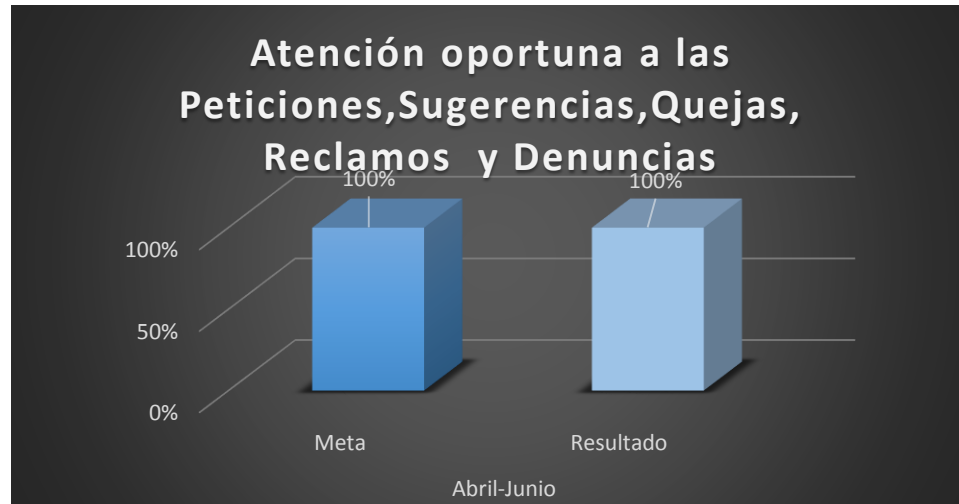 Atención oportuna a las
Peticiones,Sugerencias,Quejas,
Reclamos y Denuncias
100%
100%
100%
50%
0%
Meta
Resultado
Abril-Junio